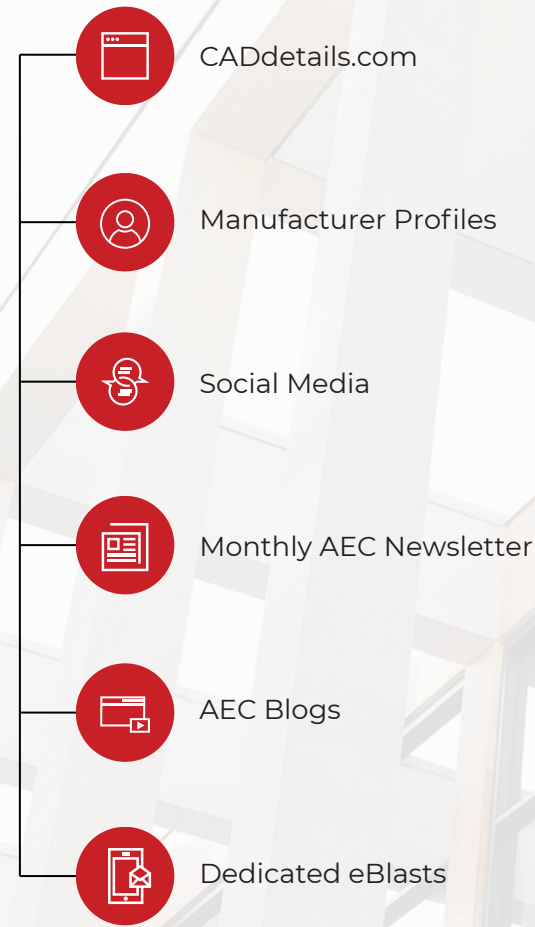 CADdetails.com
Manufacturer Profiles
Social Media
Monthly AEC Newsletter
AEC Blogs
Dedicated eBlasts